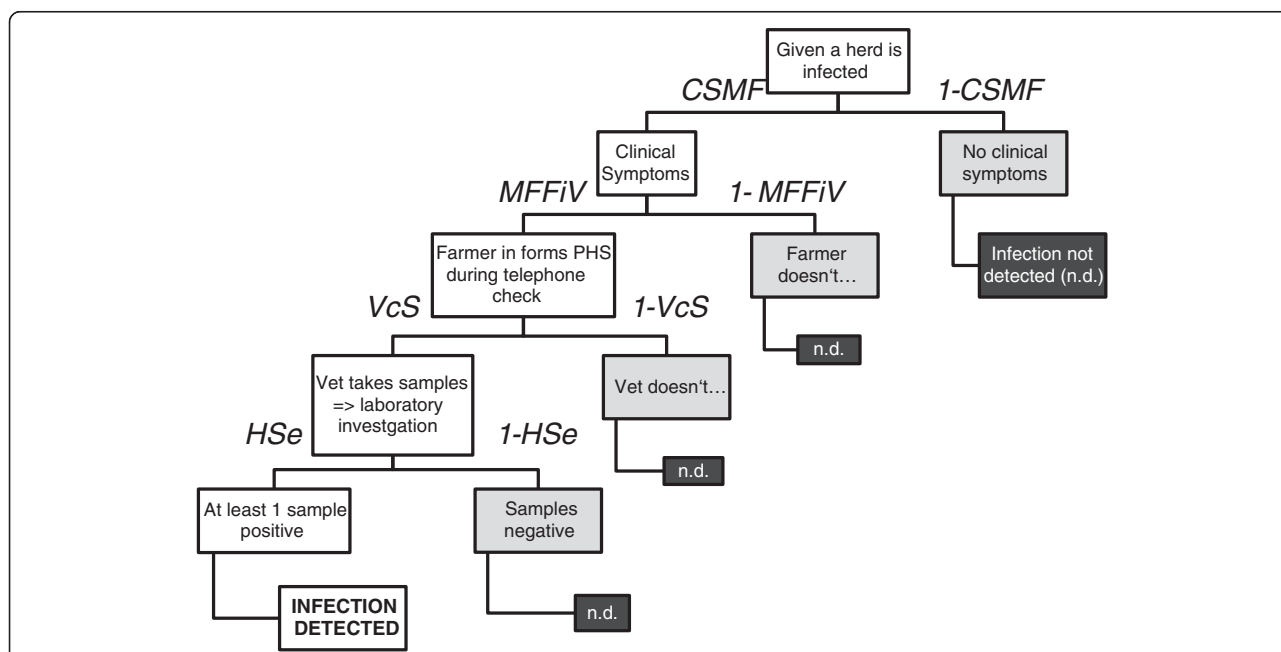 Given a herd is
infected
CSMF
1-CSMF
Clinical
Symptoms
No clinical
symptoms
MFFiV
1- MFFiV
Farmer in forms PHS
during telephone
check
Farmer
doesn't…
Infection not
detected (n.d.)
VcS
1-VcS
n.d.
Vet takes samples
=> laboratory
investgation
Vet doesn't…
HSe
1-HSe
n.d.
At least 1 sample
positive
Samples
negative
INFECTION
DETECTED
n.d.